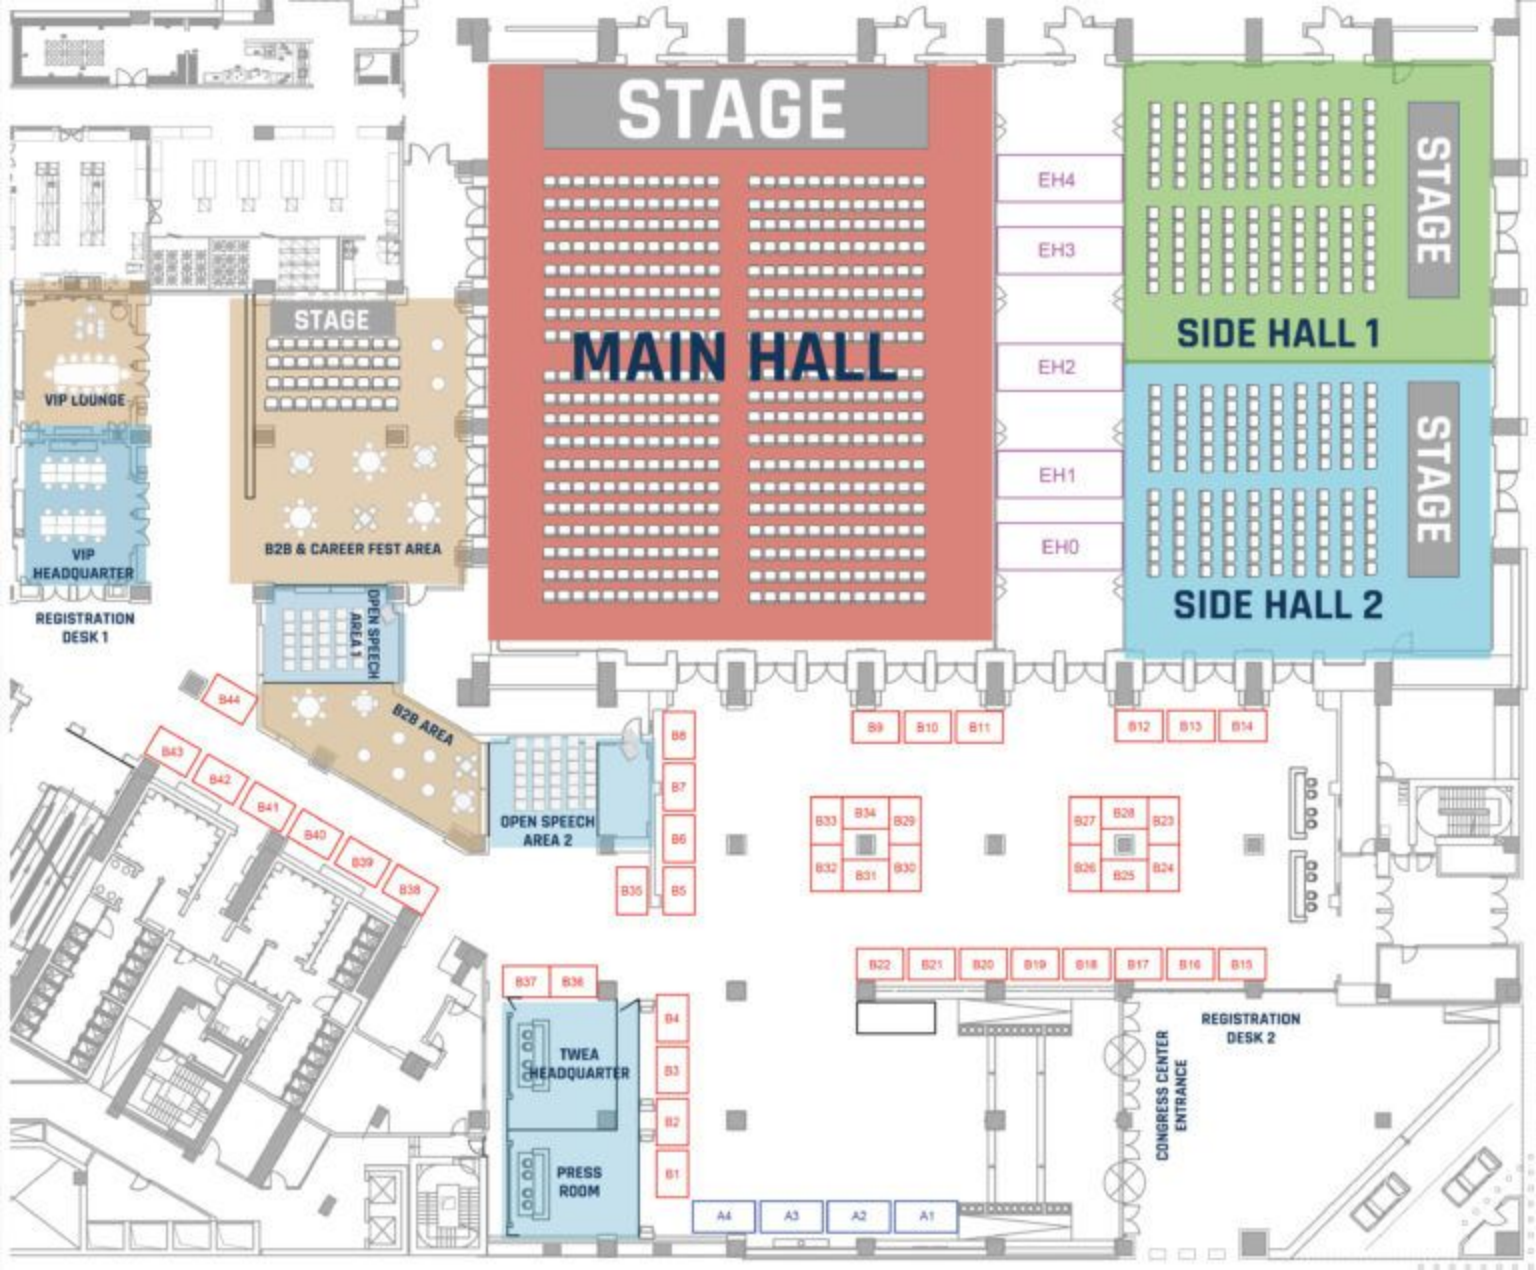 STAGE
EH4
EH3
EH2
EH1
EH0
STAGE
SIDE HALL 1
STAGE
SIDE HALL 2
MAIN HALL
STAGE
VIP LOUNGE
VIP
HEADQUARTER
B2B & CAREER FEST AREA
REGISTRATION
DESK 1
OPEN SPEECH
AREA 1
B2B AREA
OPEN SPEECH
AREA 2
B44
B43
B42
B41
B40
B39
B38
B8
B7
B6
B5
B35
B9
B10
B11
B12
B13
B14
B33
B34
B29
B32
B31
B30
B27
B28
B23
B26
B25
B24
B22
B21
B20
B19
B18
B17
B16
B15
B37
B36
B4
B3
B2
B1
TWEA
HEADQUARTER
PRESS
ROOM
A4
A3
A2
A1
CONGRESS CENTER
ENTRANCE
REGISTRATION
DESK 2